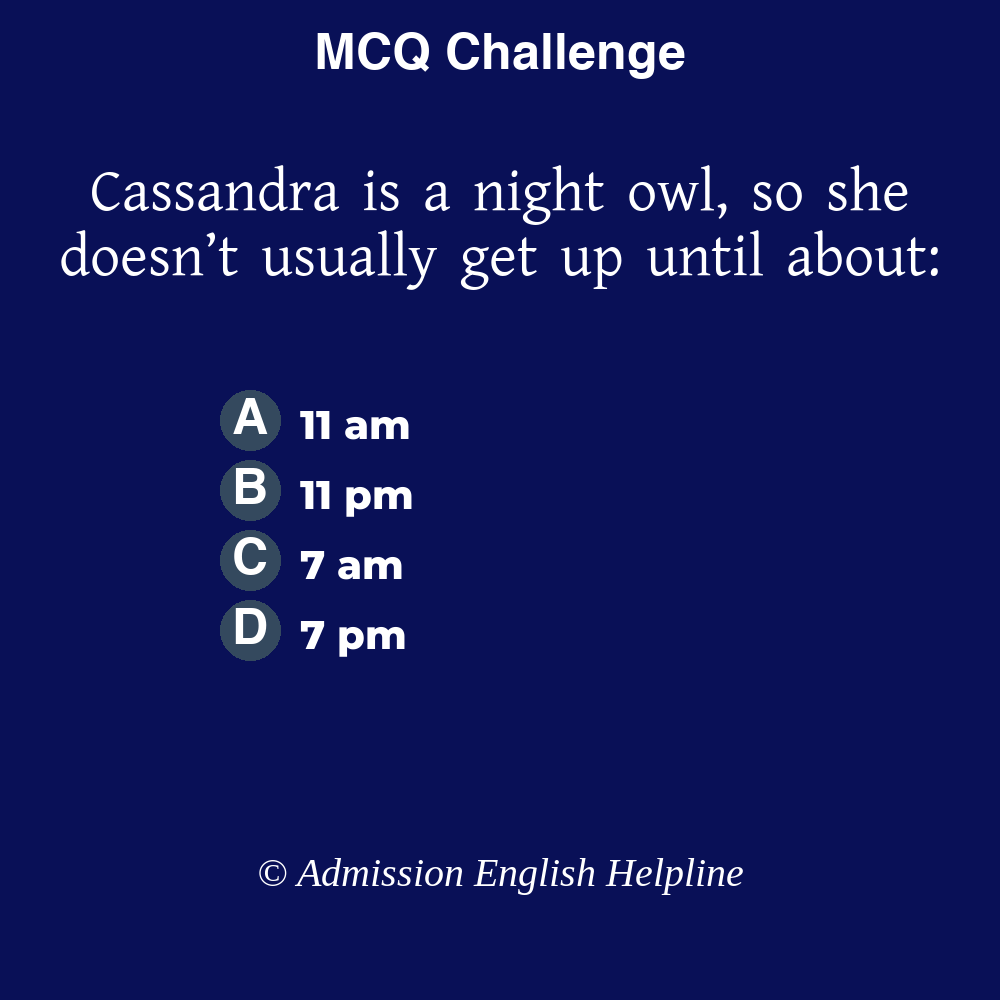 MCQ Challenge
Cassandra is a night owl, so she
doesn’t usually get up until about:
A 11 am
B 11 pm
C 7 am
D 7 pm
© Admission English Helpline